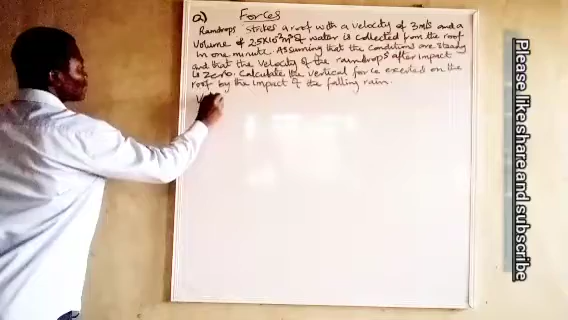 a) Forces
Raindrops strikes a roof with a velocity of 3m/s and a
volume of 2.5x10⁻²m³ of water is collected from the roof
in one minute. Assuming that the conditions are steady
and that the velocity of the raindrops after impact
is zero. Calculate the vertical force exerted on the
roof by the impact of the falling rain.
Please like share and subscribe